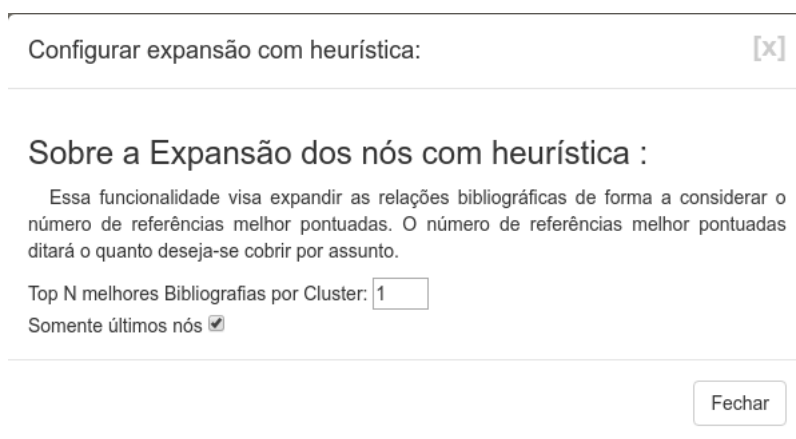 Configurar expansão com heurística:
[x]
Sobre a Expansão dos nós com heurística :
Essa funcionalidade visa expandir as relações bibliográficas de forma a considerar o
número de referências melhor pontuadas. O número de referências melhor pontuadas
ditará o quanto deseja-se cobrir por assunto.
Top N melhores Bibliografias por Cluster: 1
Somente últimos nós
Fechar